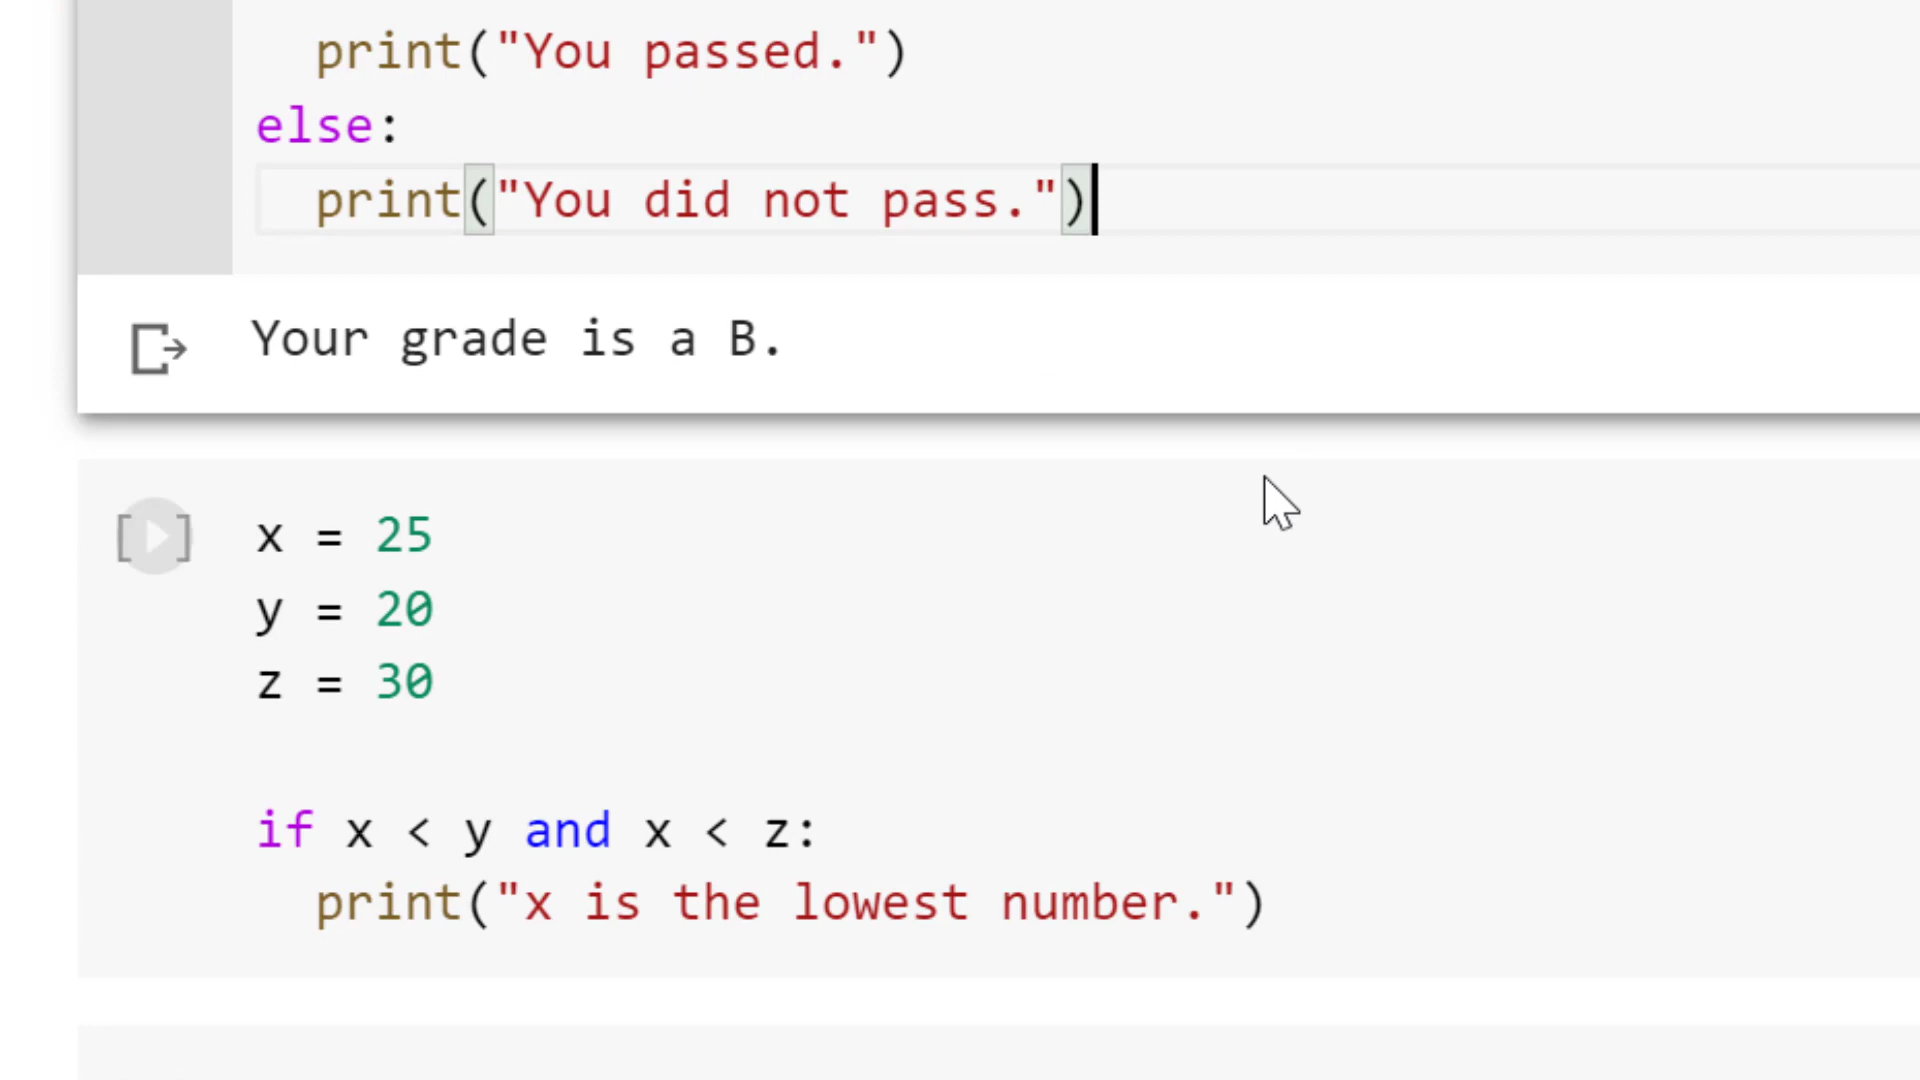 print("You passed.")
else:
  print("You did not pass.")
Your grade is a B.
[ ]
x = 25
y = 20
z = 30
if x < y and x < z:
  print("x is the lowest number.")